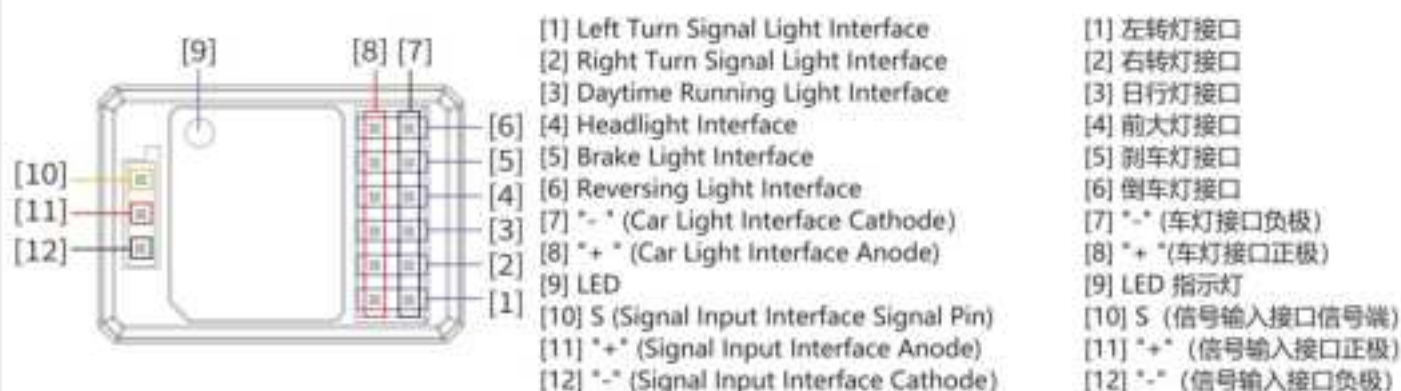 [9]
[8] [7]
[6]
[5]
[4]
[3]
[2]
[1]
[10]
[11]
[12]
[1] Left Turn Signal Light Interface
[2] Right Turn Signal Light Interface
[3] Daytime Running Light Interface
[4] Headlight Interface
[5] Brake Light Interface
[6] Reversing Light Interface
[7] "- " (Car Light Interface Cathode)
[8] "+ " (Car Light Interface Anode)
[9] LED
[10] S (Signal Input Interface Signal Pin)
[11] "+" (Signal Input Interface Anode)
[12] "-" (Signal Input Interface Cathode)
[1] 左转灯接口
[2] 右转灯接口
[3] 日行灯接口
[4] 前大灯接口
[5] 刹车灯接口
[6] 倒车灯接口
[7] "-" (车灯接口负极)
[8] "+ "(车灯接口正极)
[9] LED 指示灯
[10] S（信号输入接口信号端)
[11] "+"（信号输入接口正极)
[12] "-"（信号输入接口负极)